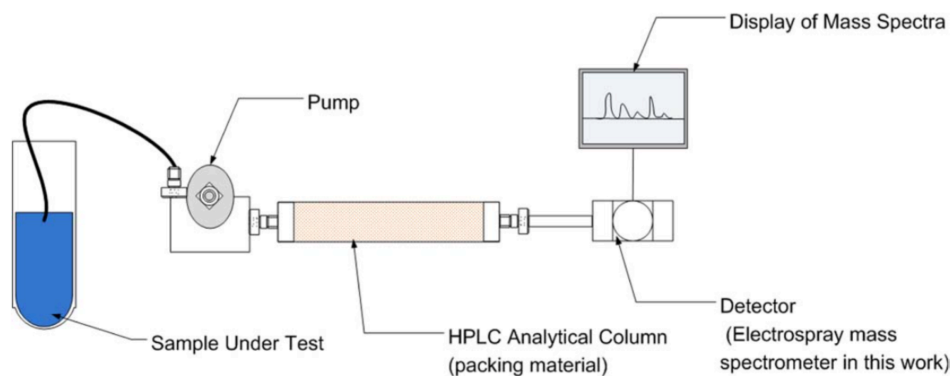 Display of Mass Spectra
Pump
Sample Under Test
HPLC Analytical Column
(packing material)
Detector
(Electrospray mass
spectrometer in this work)